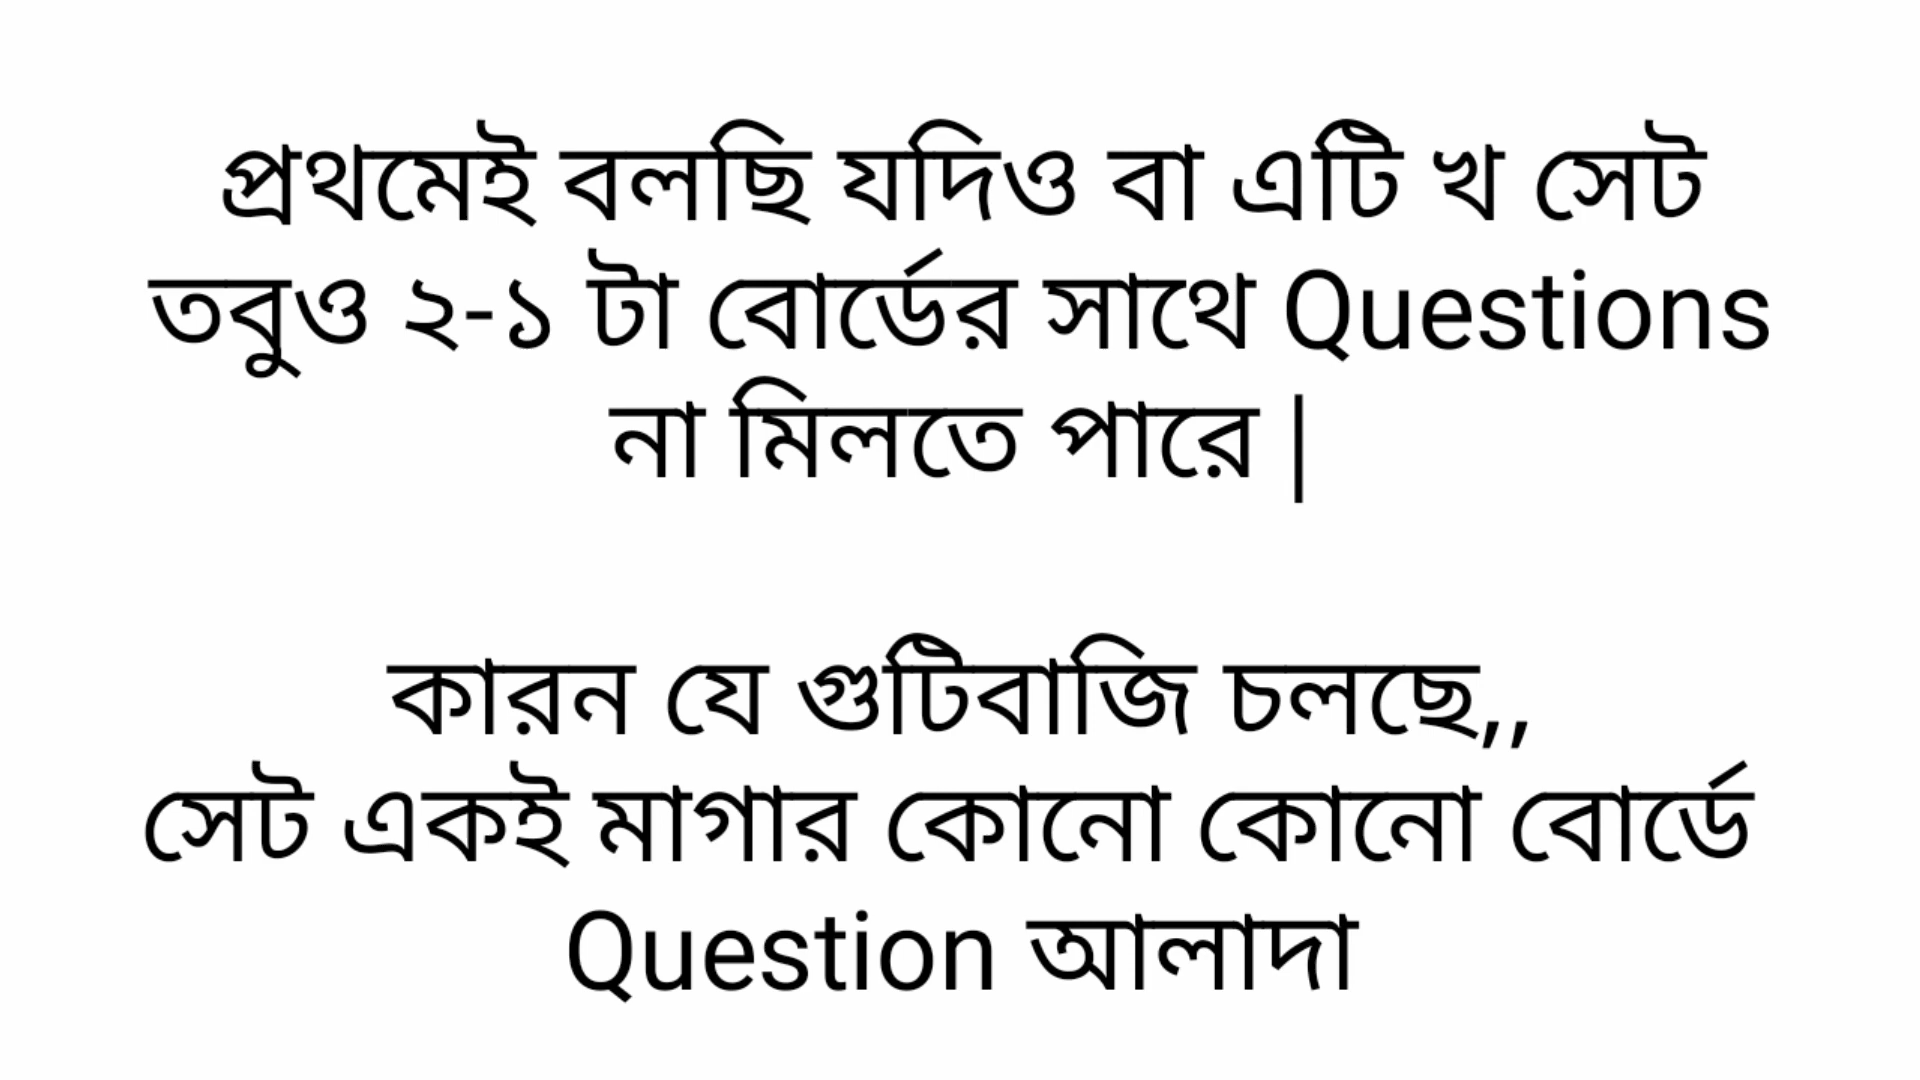 প্রথমেই বলছি যদিও বা এটি খ সেট
তবুও ২-১ টা বোর্ডের সাথে Questions
না মিলতে পারে |
কারন যে গুটিবাজি চলছে,,
সেট একই মাগার কোনো কোনো বোর্ডে
Question আলাদা